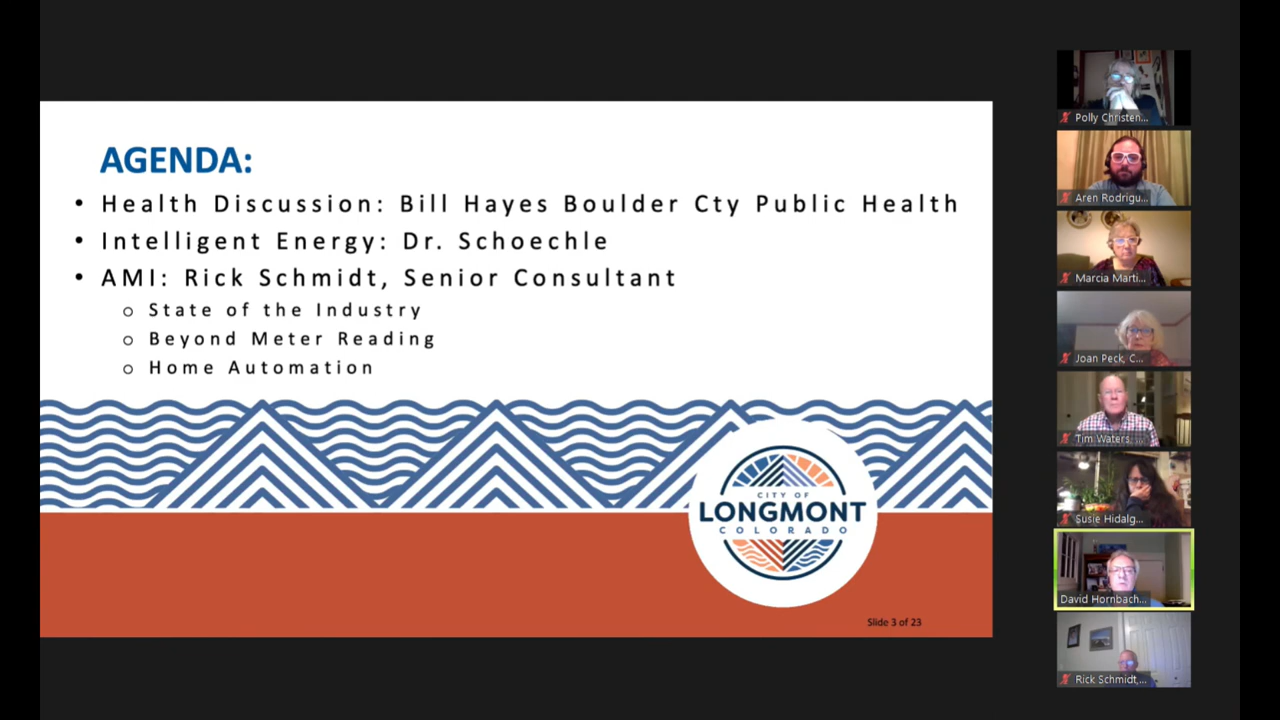 AGENDA:
• Health Discussion: Bill Hayes Boulder Cty Public Health
• Intelligent Energy: Dr. Schoechle
• AMI: Rick Schmidt, Senior Consultant
o State of the Industry
o Beyond Meter Reading
o Home Automation
CITY OF
LONGMONT
COLORADO
Slide 3 of 23
Polly Christen...
Aren Rodrigu...
Marcia Marti...
Joan Peck, C...
Tim Waters
Susie Hidalg...
David Hornbach...
Rick Schmidt,...